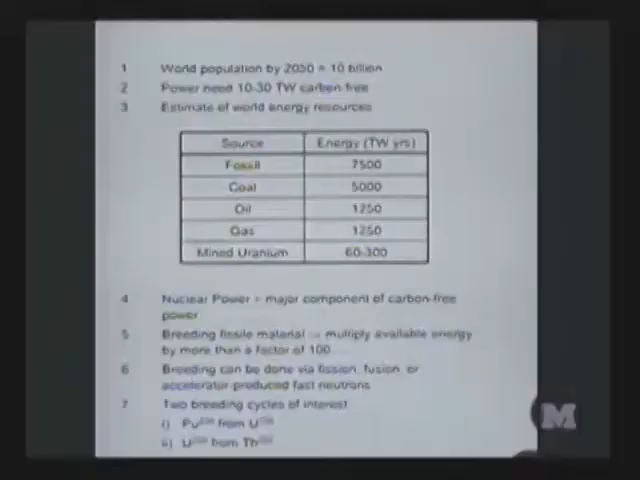 1 World population by 2050 = 10 billion
2 Power need 10-30 TW carbon free
3 Estimate of world energy resources
Source Energy (TW yrs)
Fossil 7500
Coal 5000
Oil 1250
Gas 1250
Mined Uranium 60-300
4 Nuclear Power = major component of carbon-free
power
5 Breeding fissile material → multiply available energy
by more than a factor of 100
6 Breeding can be done via fission, fusion, or
accelerator produced fast neutrons
7 Two breeding cycles of interest
i) Pu from U
ii) U from Th
M